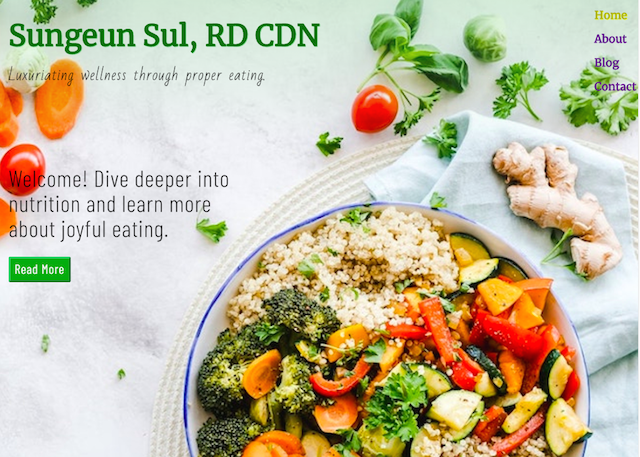 Sungeun Sul, RD CDN
Luxuriating wellness through proper eating.
Home
About
Blog
Contact
Welcome! Dive deeper into
nutrition and learn more
about joyful eating.
Read More